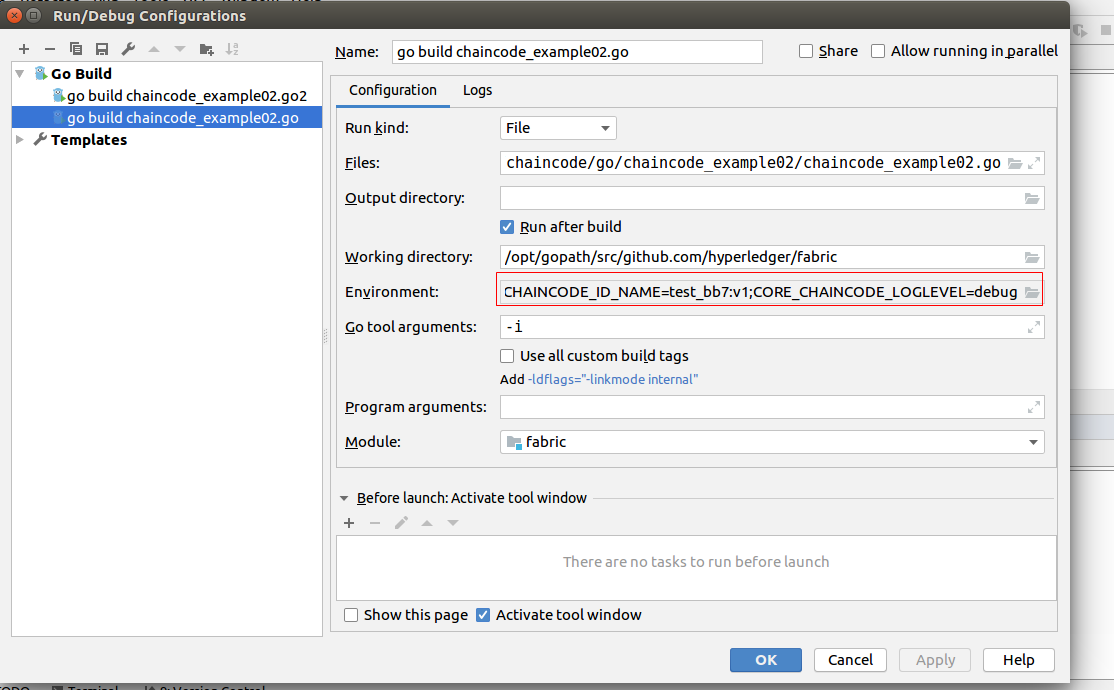 Run/Debug Configurations
Name: go build chaincode_example02.go Share Allow running in parallel
Go Build
go build chaincode_example02.go2
go build chaincode_example02.go
Templates
Configuration Logs
Run kind: File
Files: chaincode/go/chaincode_example02/chaincode_example02.go
Output directory:
Run after build
Working directory: /opt/gopath/src/github.com/hyperledger/fabric
Environment: CHAINCODE_ID_NAME=test_bb7:v1;CORE_CHAINCODE_LOGLEVEL=debug
Go tool arguments: -i
Use all custom build tags
Add -ldflags="-linkmode internal"
Program arguments:
Module: fabric
Before launch: Activate tool window
There are no tasks to run before launch
Show this page Activate tool window
OK Cancel Apply Help